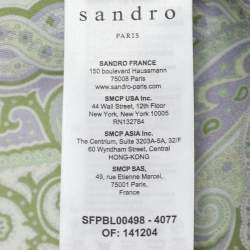 sandro
PARIS
SANDRO FRANCE
150 boulevard Haussmann
75008 Paris
www.sandro-paris.com
SMCP USA Inc.
44 Wall Street, 12th Floor
New York, New York 10005
RN132784
SMCP ASIA Inc.
The Centrium, Suite 3203A-5A, 32/F
60 Wyndham Street, Central
HONG-KONG
SMCP SAS,
49, rue Etienne Marcel,
75001 Paris,
France
SFPBL00498 - 4077
OF: 141204